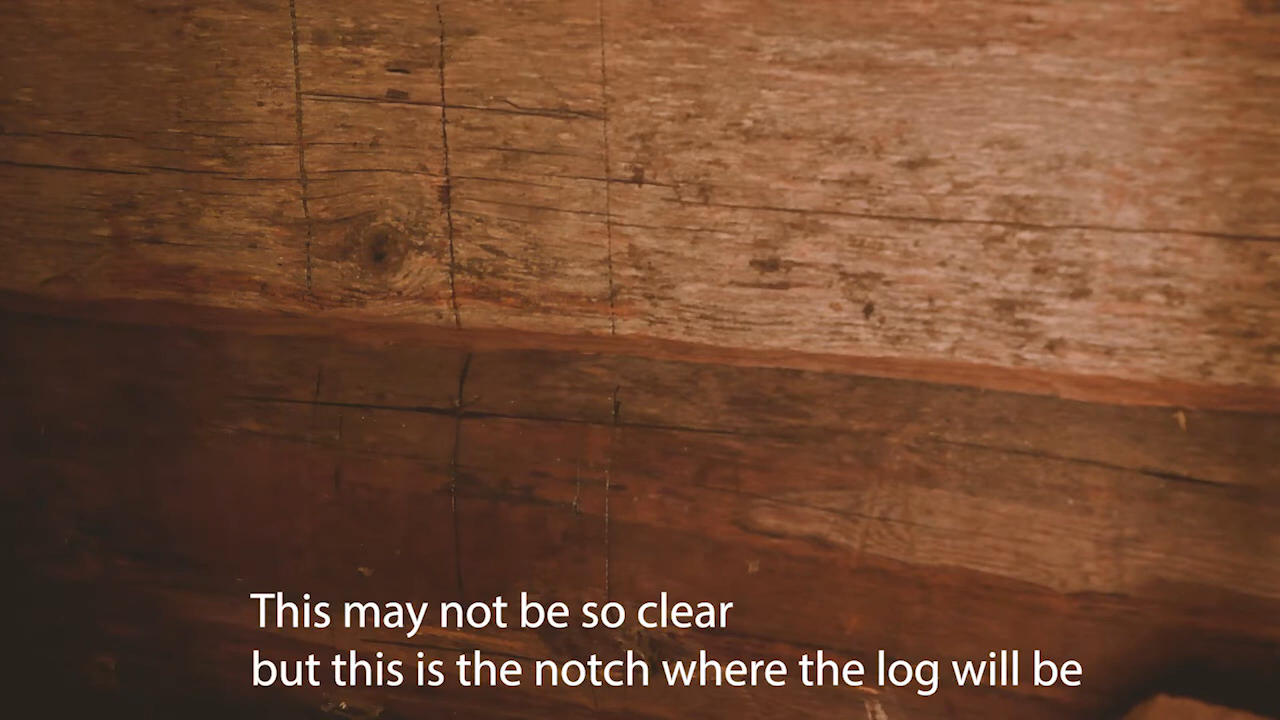 This may not be so clear
but this is the notch where the log will be